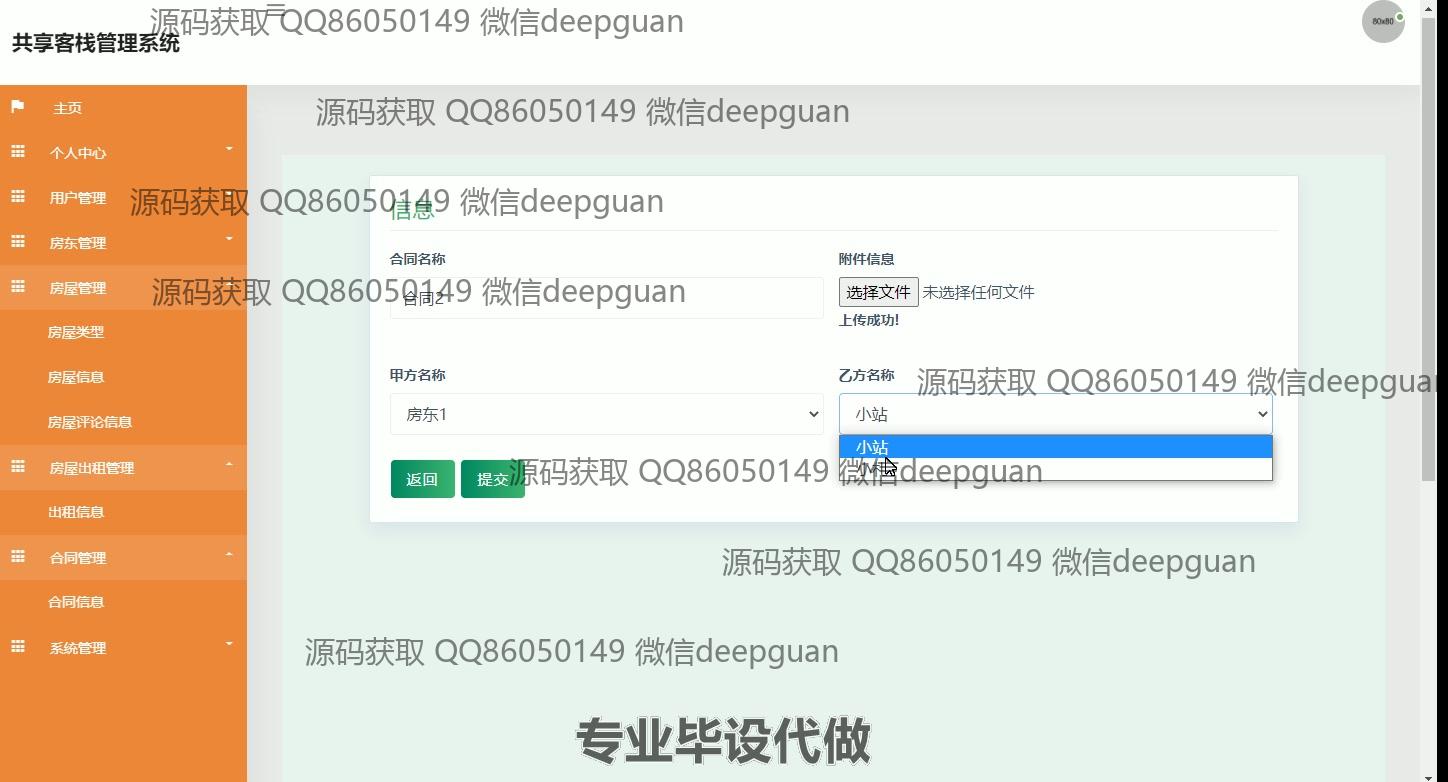 源码获取 QQ86050149 微信deepguan
共享客栈管理系统
80x80
源码获取 QQ86050149 微信deepguan
主页
个人中心
用户管理
源码获取 QQ86050149 微信deepguan
信息
房东管理
合同名称
附件信息
房屋管理
源码获取 QQ86050149 微信deepguan
合同2
选择文件 未选择任何文件
上传成功!
房屋类型
房屋信息
甲方名称
乙方名称
源码获取 QQ86050149 微信deepguan
房东1
小站
房屋评论信息
小站
房屋出租管理
返回
提交
源码获取 QQ86050149 微信deepguan
出租信息
合同管理
源码获取 QQ86050149 微信deepguan
合同信息
系统管理
源码获取 QQ86050149 微信deepguan
专业毕设代做